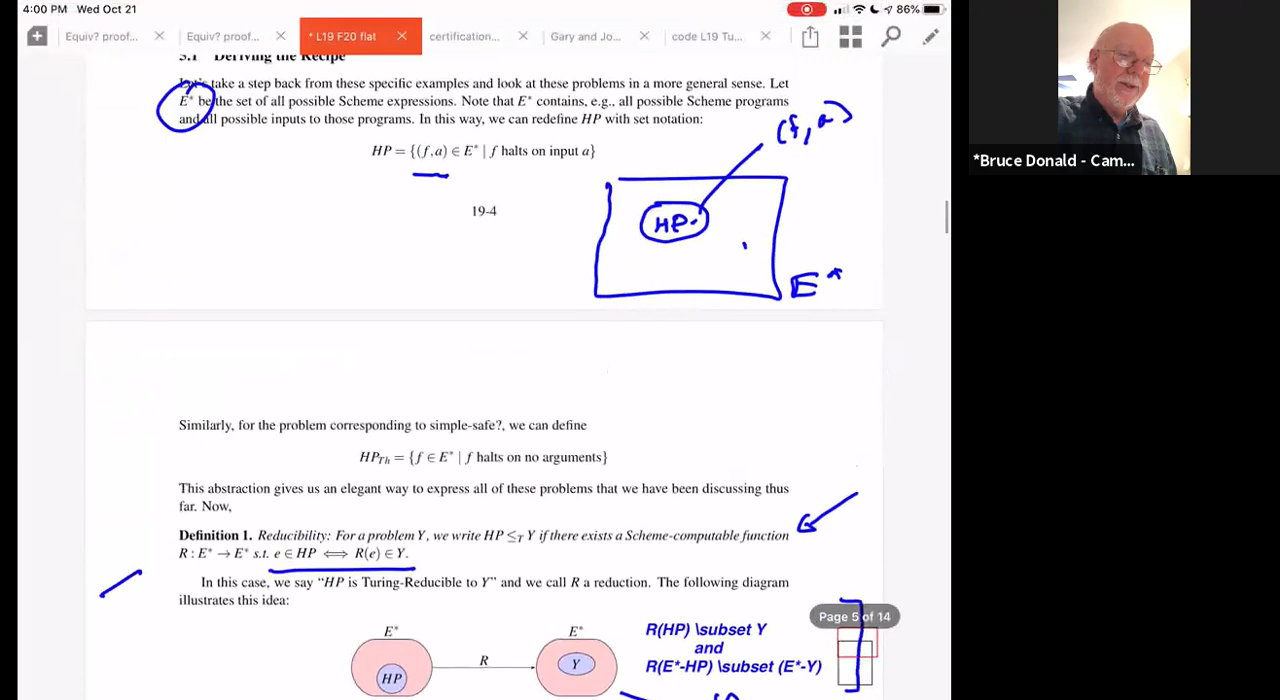 4:00 PM Wed Oct 21
86%
Equiv? proof...
Equiv? proof...
* L19 F20 flat
certification...
Gary and Jo...
code L19 Tu...
3.1 Deriving the Recipe
Let's take a step back from these specific examples and look at these problems in a more general sense. Let
E* be the set of all possible Scheme expressions. Note that E* contains, e.g., all possible Scheme programs
and all possible inputs to those programs. In this way, we can redefine HP with set notation:
(f, a)
HP = {(f,a) ∈ E* | f halts on input a}
19-4
HP
E*
Similarly, for the problem corresponding to simple-safe?, we can define
HP_Th = {f ∈ E* | f halts on no arguments}
This abstraction gives us an elegant way to express all of these problems that we have been discussing thus
far. Now,
Definition 1. Reducibility: For a problem Y, we write HP ≤_T Y if there exists a Scheme-computable function
R : E* → E* s.t. e ∈ HP ⟺ R(e) ∈ Y.
In this case, we say "HP is Turing-Reducible to Y" and we call R a reduction. The following diagram
illustrates this idea:
Page 5 of 14
E*
E*
R
HP
Y
R(HP) \subset Y
and
R(E*-HP) \subset (E*-Y)
*Bruce Donald - Cam...